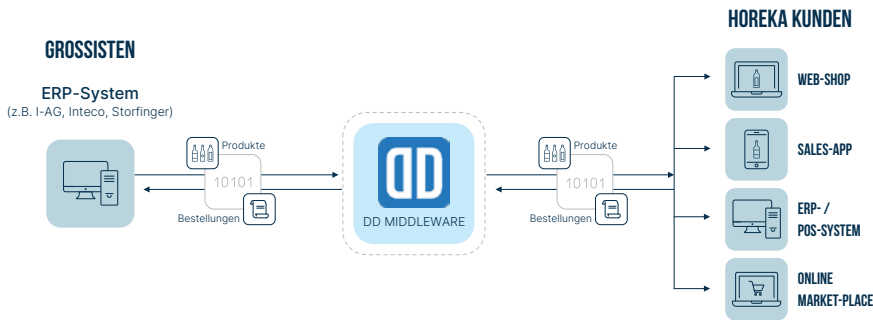 HOREKA KUNDEN
GROSSISTEN
ERP-System
(z.B. I-AG, Inteco, Storfinger)
Produkte
10101
Bestellungen
DD
DD MIDDLEWARE
Produkte
10101
Bestellungen
WEB-SHOP
SALES-APP
ERP- /
POS-SYSTEM
ONLINE
MARKET-PLACE